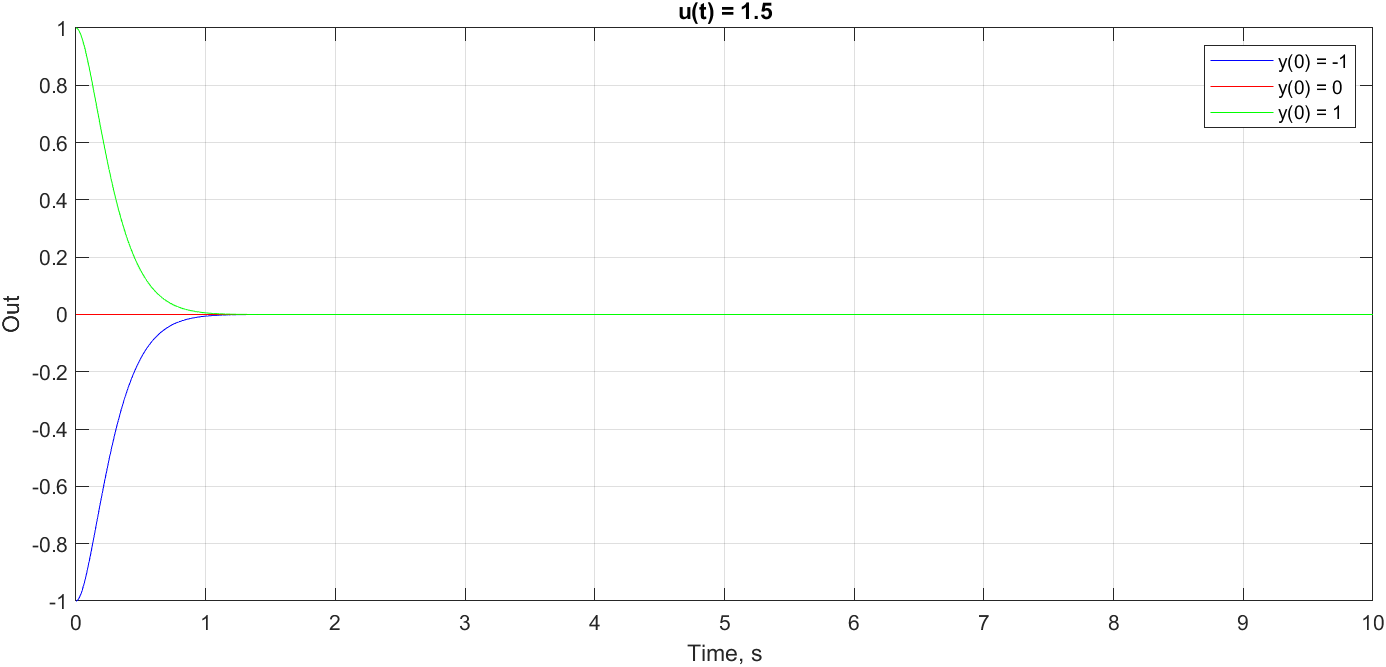 u(t) = 1.5
y(0) = -1
y(0) = 0
y(0) = 1
1
0.8
0.6
0.4
0.2
0
-0.2
-0.4
-0.6
-0.8
-1
Out
0 1 2 3 4 5 6 7 8 9 10
Time, s